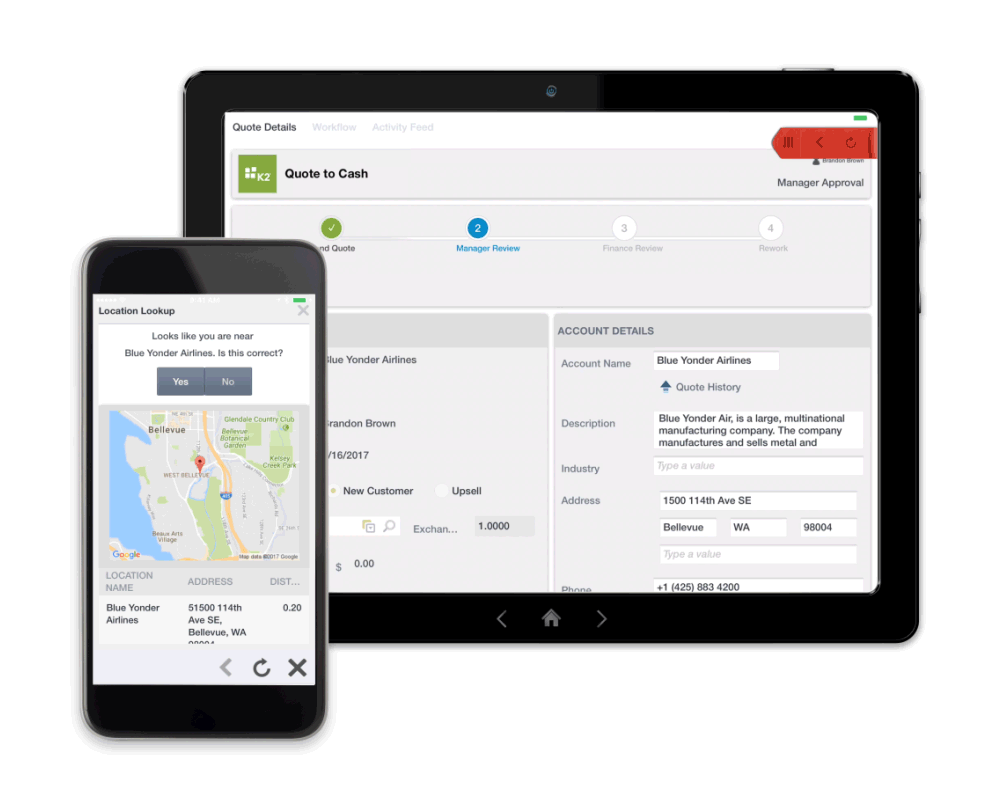 Quote Details Workflow Activity Feed
K2
Quote to Cash
Brandon Brown
Manager Approval
2
3
4
nd Quote
Manager Review
Finance Review
Rework
lue Yonder Airlines
randon Brown
/16/2017
New Customer
Upsell
Exchan...
1.0000
$ 0.00
ACCOUNT DETAILS
Account Name
Blue Yonder Airlines
Quote History
Description
Blue Yonder Air, is a large, multinational
manufacturing company. The company
manufactures and sells metal and
Industry
Type a value
Address
1500 114th Ave SE
Bellevue
WA
98004
Type a value
Phone
+1 (425) 883 4200
Location Lookup
Looks like you are near
Blue Yonder Airlines. Is this correct?
Yes
No
Glendale Country Club
Bellevue
Bellevue
Botanical
Garden
Kelsey
Creek Park
WEST BELLEVUE
405
Beaux Arts
Village
Google
Map data ©2017 Google
LOCATION
NAME
ADDRESS
DIST...
Blue Yonder
Airlines
51500 114th
Ave SE,
Bellevue, WA
98004
0.20